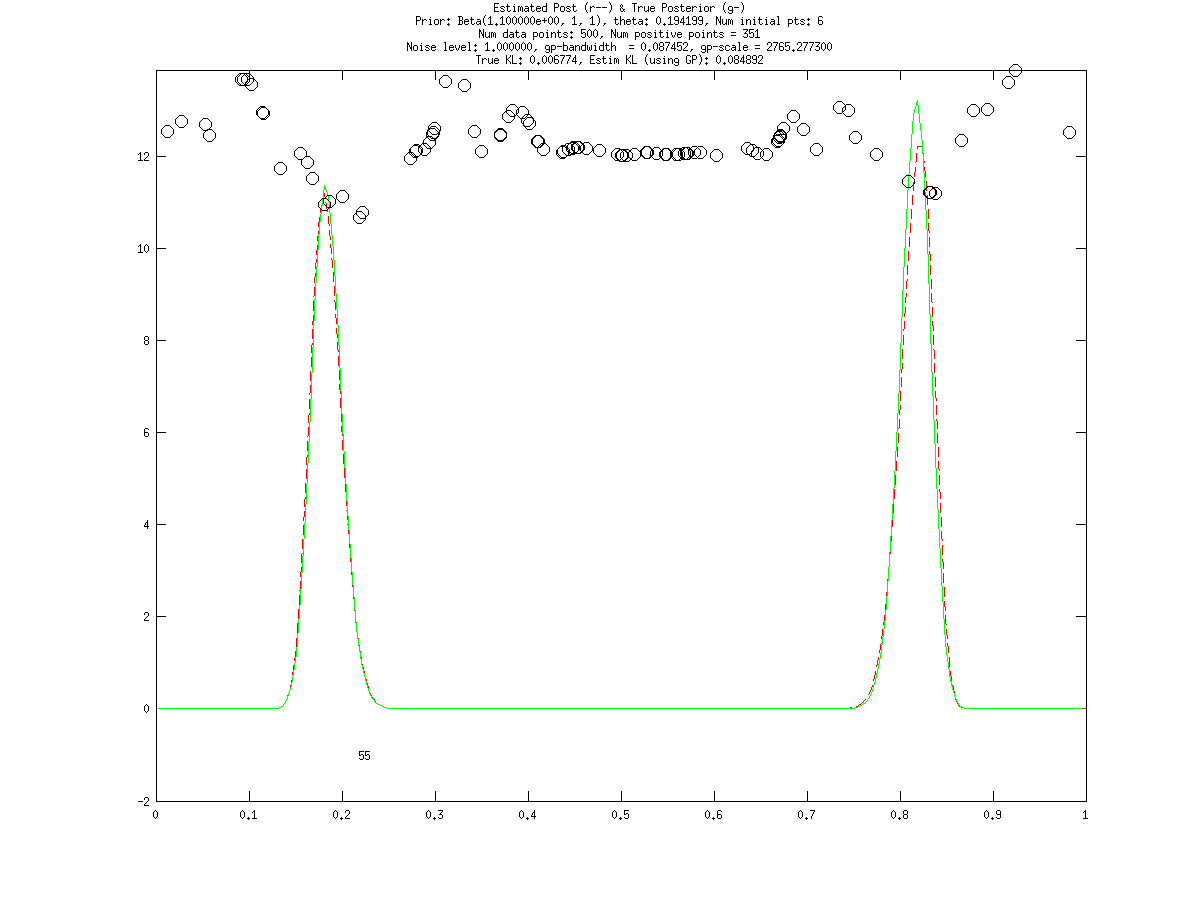 Estimated Post (r--) & True Posterior (g-)
Prior: Beta(1.100000e+00, 1, 1), theta: 0.194199, Num initial pts: 6
Num data points: 500, Num positive points = 351
Noise level: 1.000000, gp-bandwidth  = 0.087452, gp-scale = 2765.277300
True KL: 0.006774, Estim KL (using GP): 0.084892
12
10
8
6
4
2
0
55
-2
0 0.1 0.2 0.3 0.4 0.5 0.6 0.7 0.8 0.9 1